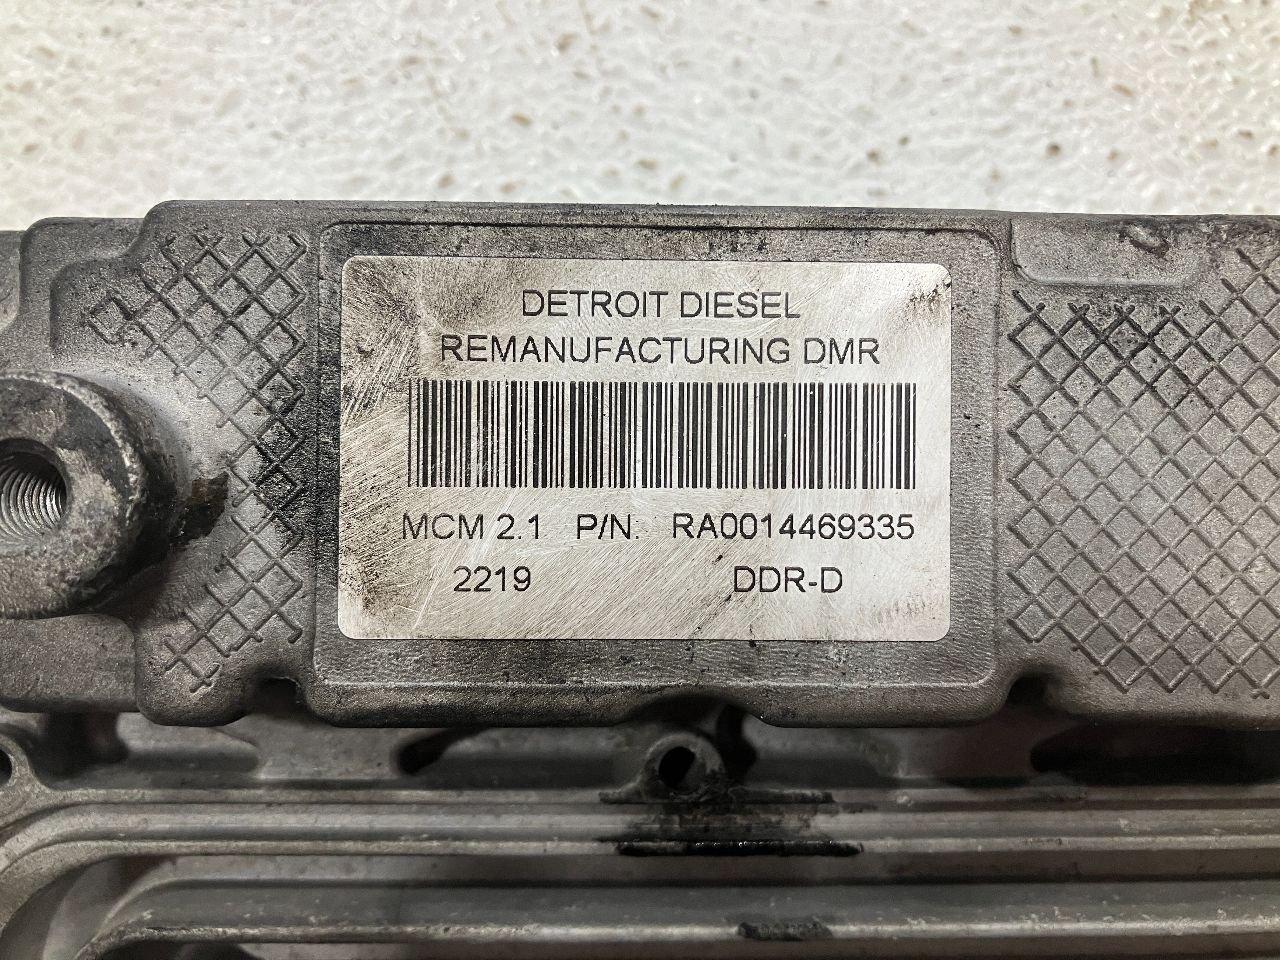 DETROIT DIESEL
REMANUFACTURING DMR
MCM 2.1 P/N: RA0014469335
2219 DDR-D